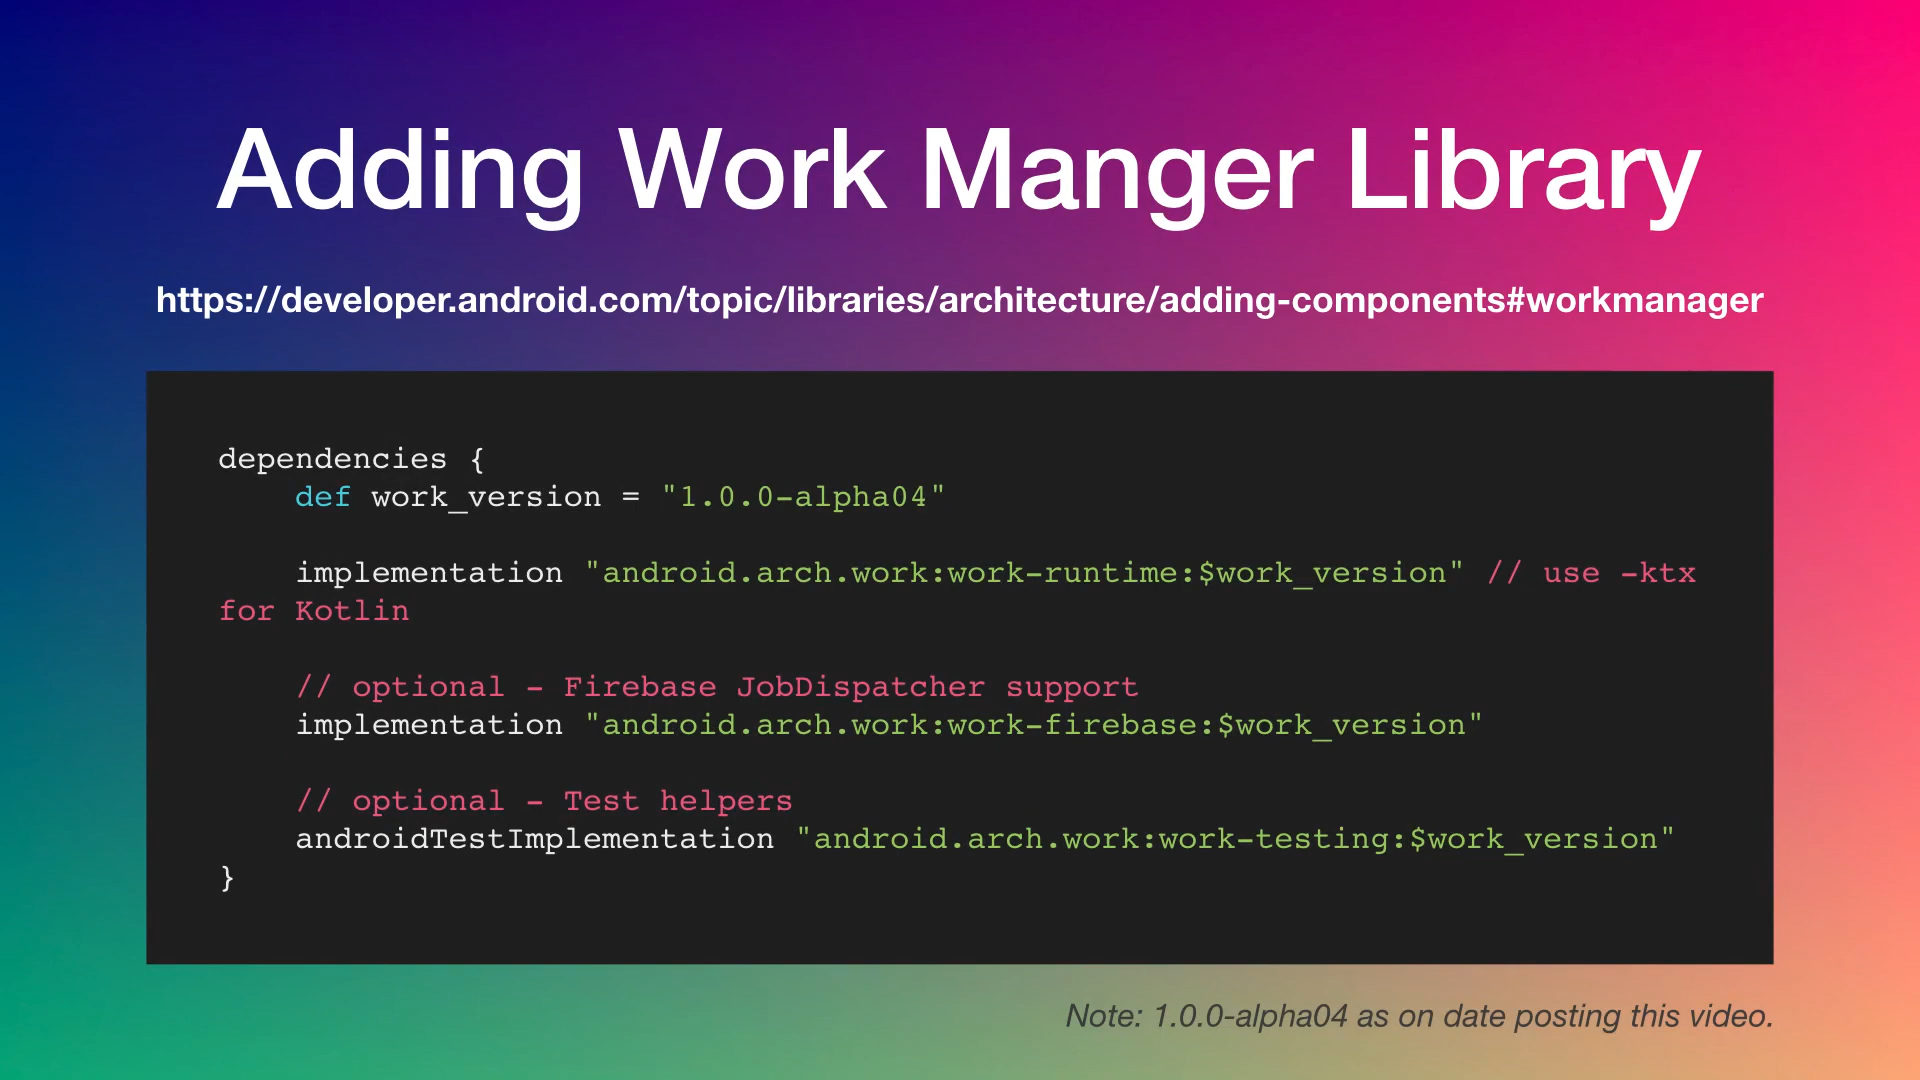 Adding Work Manger Library
https://developer.android.com/topic/libraries/architecture/adding-components#workmanager
dependencies {
    def work_version = "1.0.0-alpha04"
    implementation "android.arch.work:work-runtime:$work_version" // use -ktx
for Kotlin
    // optional - Firebase JobDispatcher support
    implementation "android.arch.work:work-firebase:$work_version"
    // optional - Test helpers
    androidTestImplementation "android.arch.work:work-testing:$work_version"
}
Note: 1.0.0-alpha04 as on date posting this video.